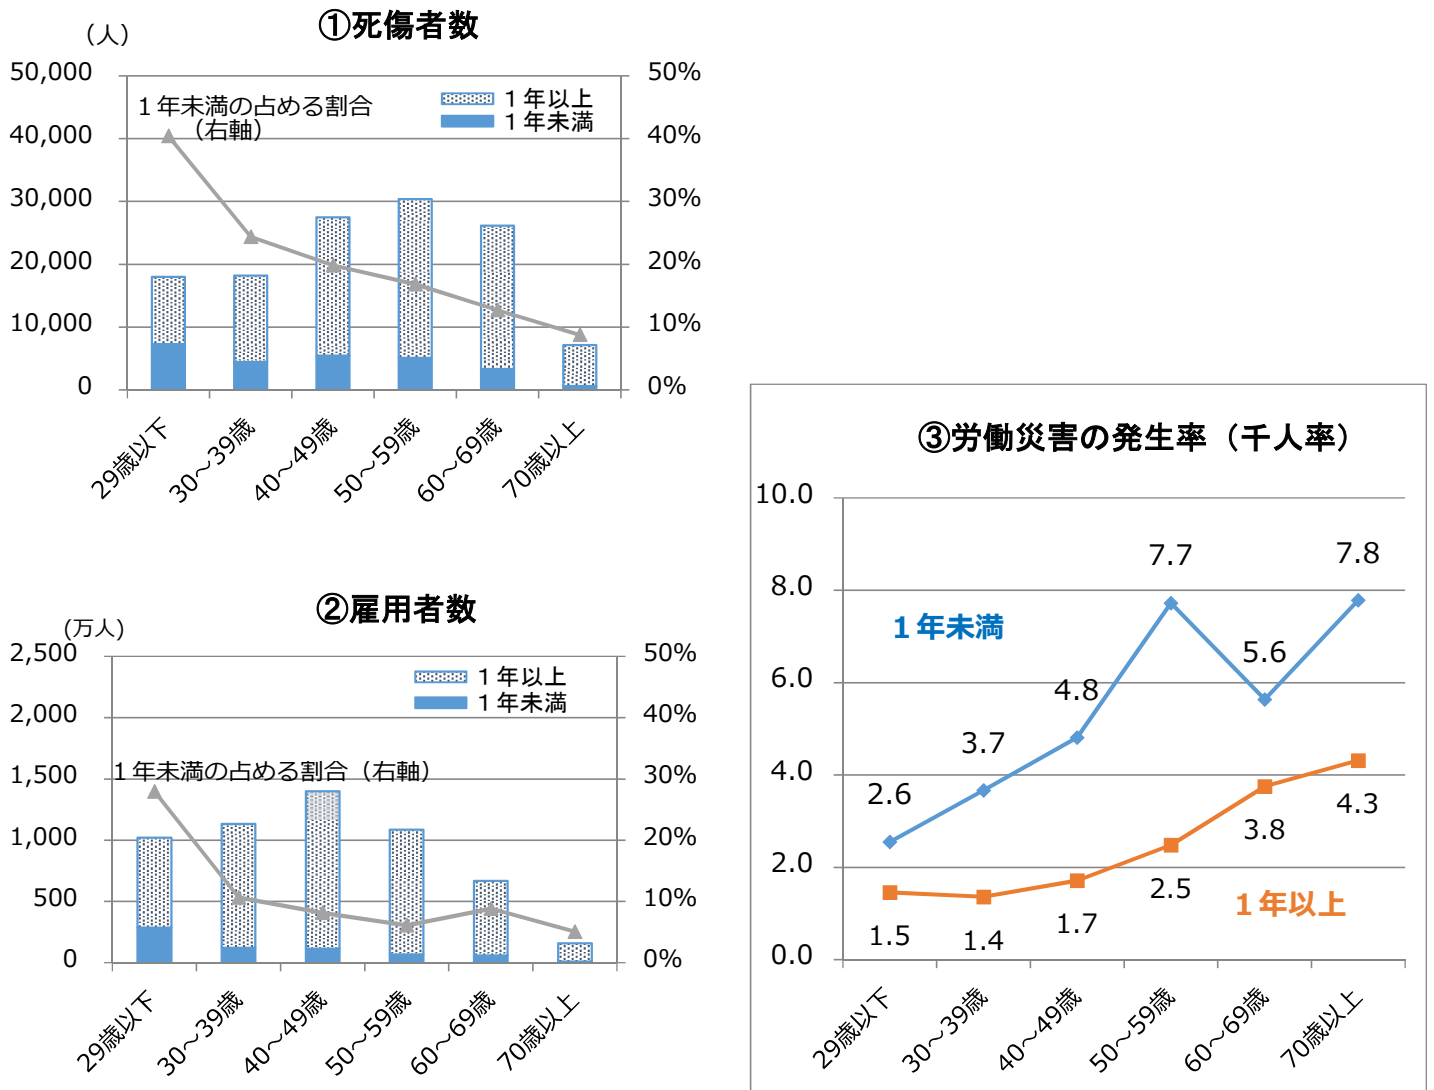 ①死傷者数
（人）
50,000
40,000
30,000
20,000
10,000
0
50%
40%
30%
20%
10%
0%
１年未満の占める割合
（右軸）
１年以上
１年未満
29歳以下
30～39歳
40～49歳
50～59歳
60～69歳
70歳以上
②雇用者数
(万人)
2,500
2,000
1,500
1,000
500
0
50%
40%
30%
20%
10%
0%
１年以上
１年未満
１年未満の占める割合（右軸）
29歳以下
30～39歳
40～49歳
50～59歳
60～69歳
70歳以上
③労働災害の発生率（千人率）
10.0
8.0
6.0
4.0
2.0
0.0
１年未満
2.6
3.7
4.8
7.7
5.6
7.8
1.5
1.4
1.7
2.5
3.8
4.3
１年以上
29歳以下
30～39歳
40～49歳
50～59歳
60～69歳
70歳以上